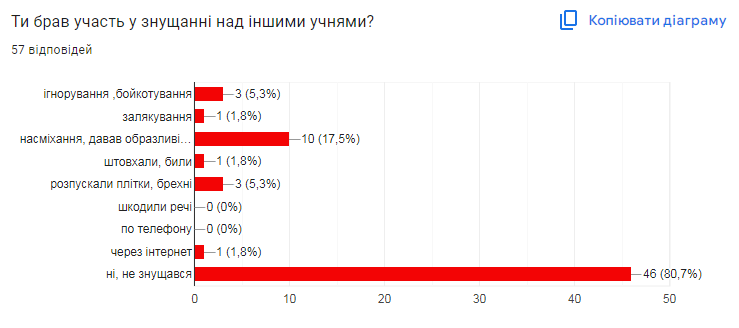 Ти брав участь у знущанні над іншими учнями?
Копіювати діаграму
57 відповідей
ігнорування ,бойкотування 3 (5,3%)
залякування 1 (1,8%)
насміхання, давав образливі… 10 (17,5%)
штовхали, били 1 (1,8%)
розпускали плітки, брехні 3 (5,3%)
шкодили речі 0 (0%)
по телефону 0 (0%)
через інтернет 1 (1,8%)
ні, не знущався 46 (80,7%)
0 10 20 30 40 50